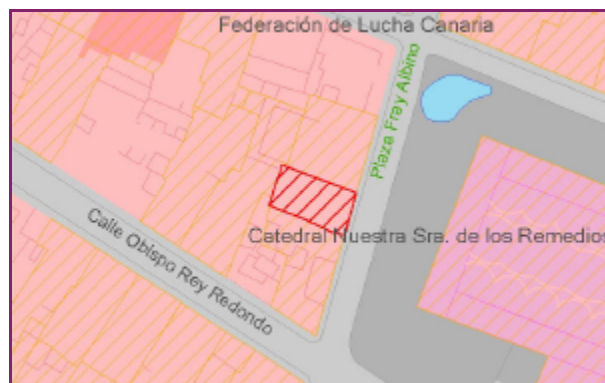 Federación de Lucha Canaria
Plaza Fray Albino
Catedral Nuestra Sra. de los Remedios
Calle Obispo Rey Redondo